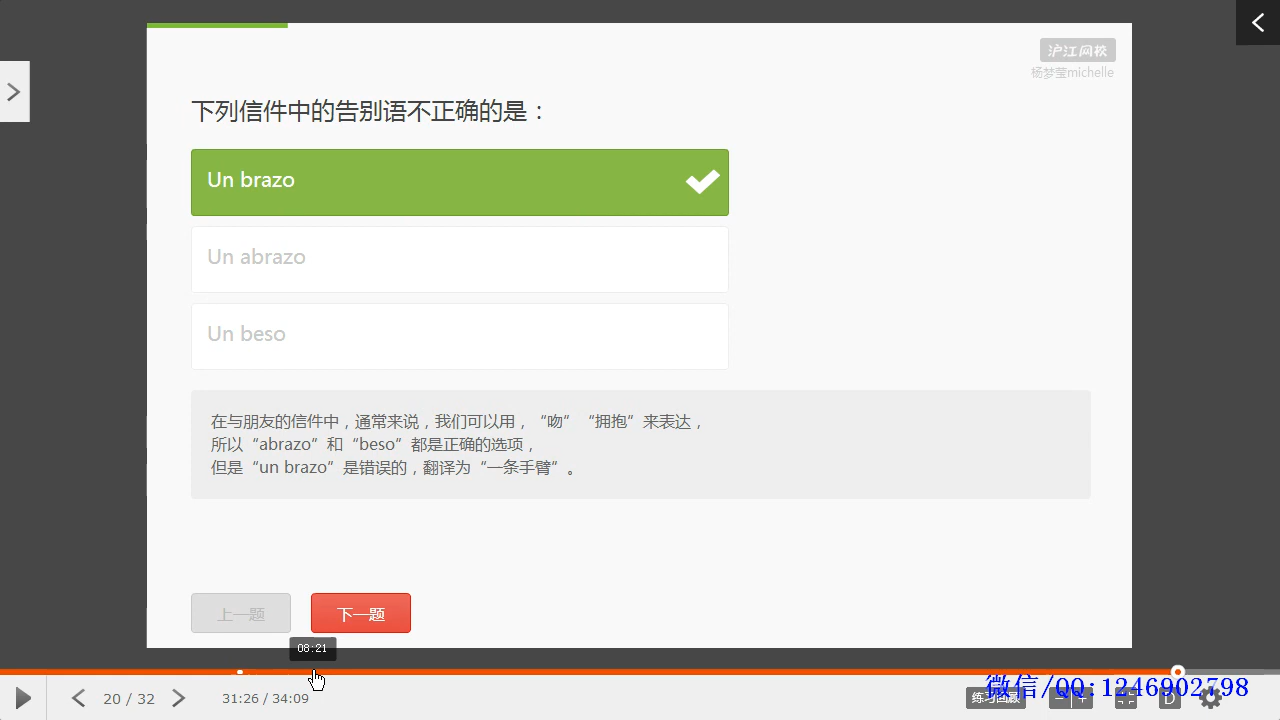 沪江网校
杨梦莹michelle
下列信件中的告别语不正确的是：
Un brazo
Un abrazo
Un beso
在与朋友的信件中，通常来说，我们可以用，“吻”“拥抱”来表达，
所以“abrazo”和“beso”都是正确的选项，
但是“un brazo”是错误的，翻译为“一条手臂”。
上一题
下一题
08:21
20 / 32
31:26 / 34:09
练习回顾
D
微信/QQ:1246902798